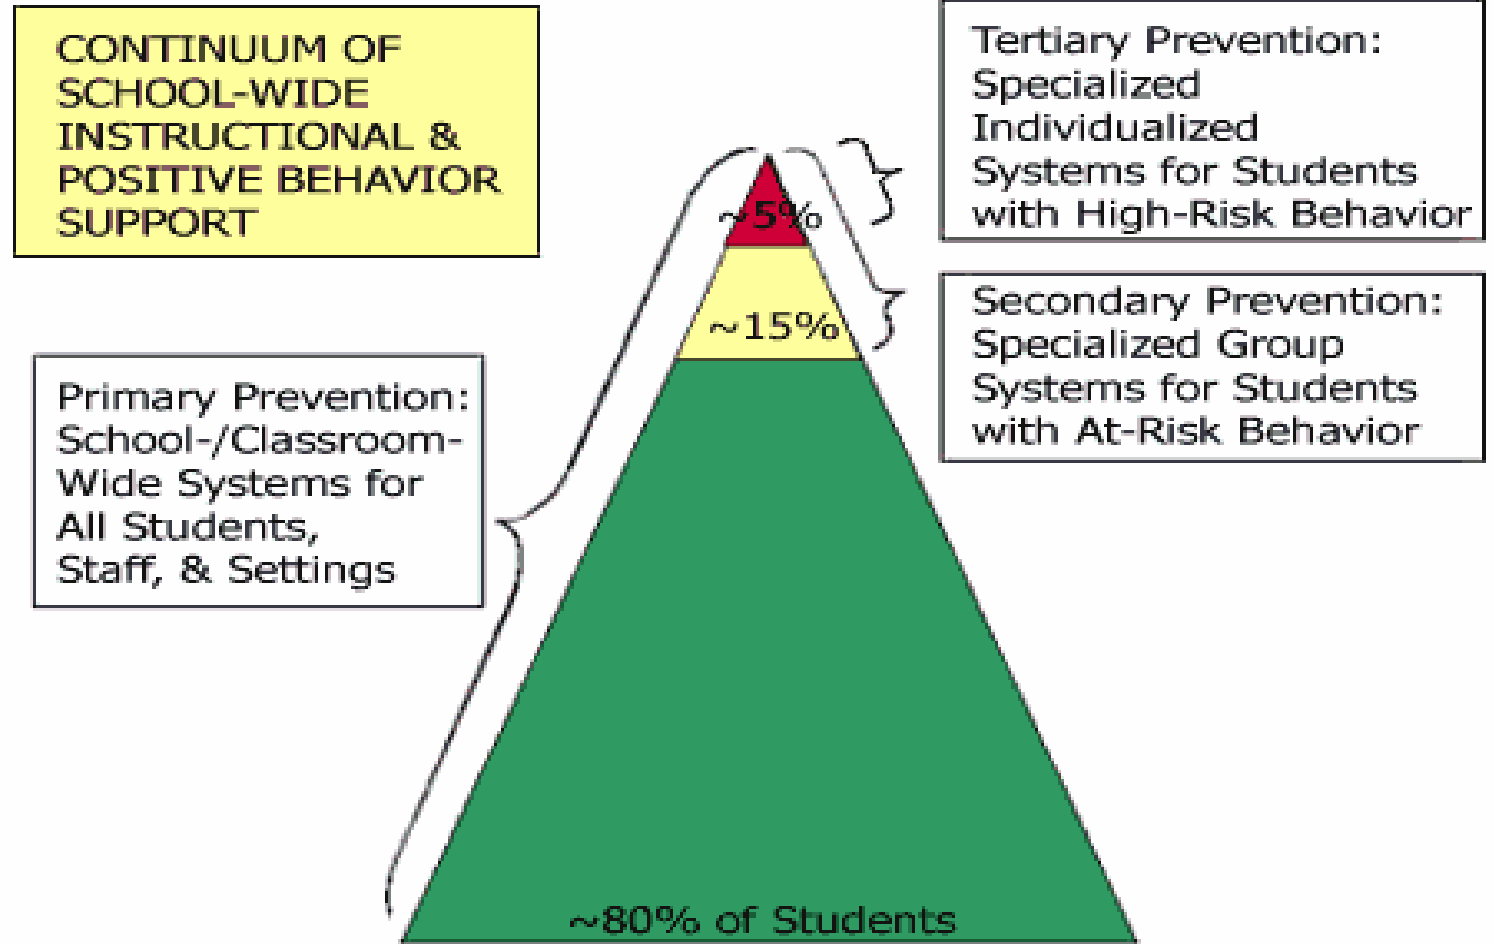 CONTINUUM OF
SCHOOL-WIDE
INSTRUCTIONAL &
POSITIVE BEHAVIOR
SUPPORT
Primary Prevention:
School-/Classroom-
Wide Systems for
All Students,
Staff, & Settings
Tertiary Prevention:
Specialized
Individualized
Systems for Students
with High-Risk Behavior
Secondary Prevention:
Specialized Group
Systems for Students
with At-Risk Behavior
~5%
~15%
~80% of Students